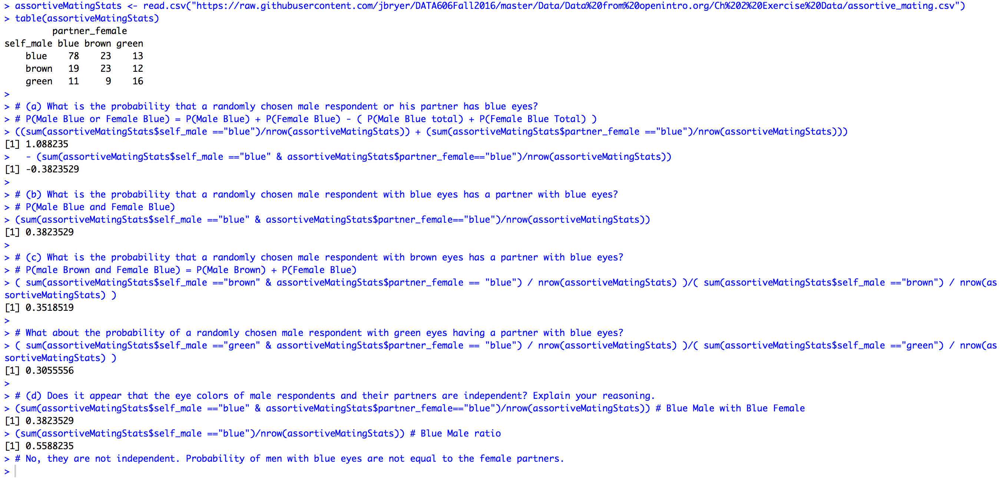 > assortiveMatingStats <- read.csv("https://raw.githubusercontent.com/jbryer/DATA606Fall2016/master/Data/Data%20from%20openintro.org/Ch%202%20Exercise%20Data/assortive_mating.csv")
> table(assortiveMatingStats)
         partner_female
self_male blue brown green
    blue    78    23    13
    brown   19    23    12
    green   11     9    16
>
> # (a) What is the probability that a randomly chosen male respondent or his partner has blue eyes?
> # P(Male Blue or Female Blue) = P(Male Blue) + P(Female Blue) - ( P(Male Blue total) + P(Female Blue Total) )
> ((sum(assortiveMatingStats$self_male =="blue")/nrow(assortiveMatingStats)) + (sum(assortiveMatingStats$partner_female =="blue")/nrow(assortiveMatingStats)))
[1] 1.088235
>   - (sum(assortiveMatingStats$self_male =="blue" & assortiveMatingStats$partner_female=="blue")/nrow(assortiveMatingStats))
[1] -0.3823529
>
> # (b) What is the probability that a randomly chosen male respondent with blue eyes has a partner with blue eyes?
> # P(Male Blue and Female Blue)
> (sum(assortiveMatingStats$self_male =="blue" & assortiveMatingStats$partner_female=="blue")/nrow(assortiveMatingStats))
[1] 0.3823529
>
> # (c) What is the probability that a randomly chosen male respondent with brown eyes has a partner with blue eyes?
> # P(male Brown and Female Blue) = P(Male Brown) + P(Female Blue)
> ( sum(assortiveMatingStats$self_male =="brown" & assortiveMatingStats$partner_female == "blue") / nrow(assortiveMatingStats) )/( sum(assortiveMatingStats$self_male =="brown") / nrow(as
sortiveMatingStats) )
[1] 0.3518519
>
> # What about the probability of a randomly chosen male respondent with green eyes having a partner with blue eyes?
> ( sum(assortiveMatingStats$self_male =="green" & assortiveMatingStats$partner_female == "blue") / nrow(assortiveMatingStats) )/( sum(assortiveMatingStats$self_male =="green") / nrow(as
sortiveMatingStats) )
[1] 0.3055556
>
> # (d) Does it appear that the eye colors of male respondents and their partners are independent? Explain your reasoning.
> (sum(assortiveMatingStats$self_male =="blue" & assortiveMatingStats$partner_female=="blue")/nrow(assortiveMatingStats)) # Blue Male with Blue Female
[1] 0.3823529
> (sum(assortiveMatingStats$self_male =="blue")/nrow(assortiveMatingStats)) # Blue Male ratio
[1] 0.5588235
> # No, they are not independent. Probability of men with blue eyes are not equal to the female partners.
>